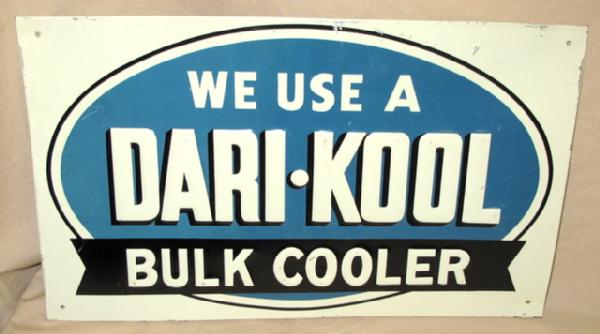 WE USE A
DARI•KOOL
BULK COOLER